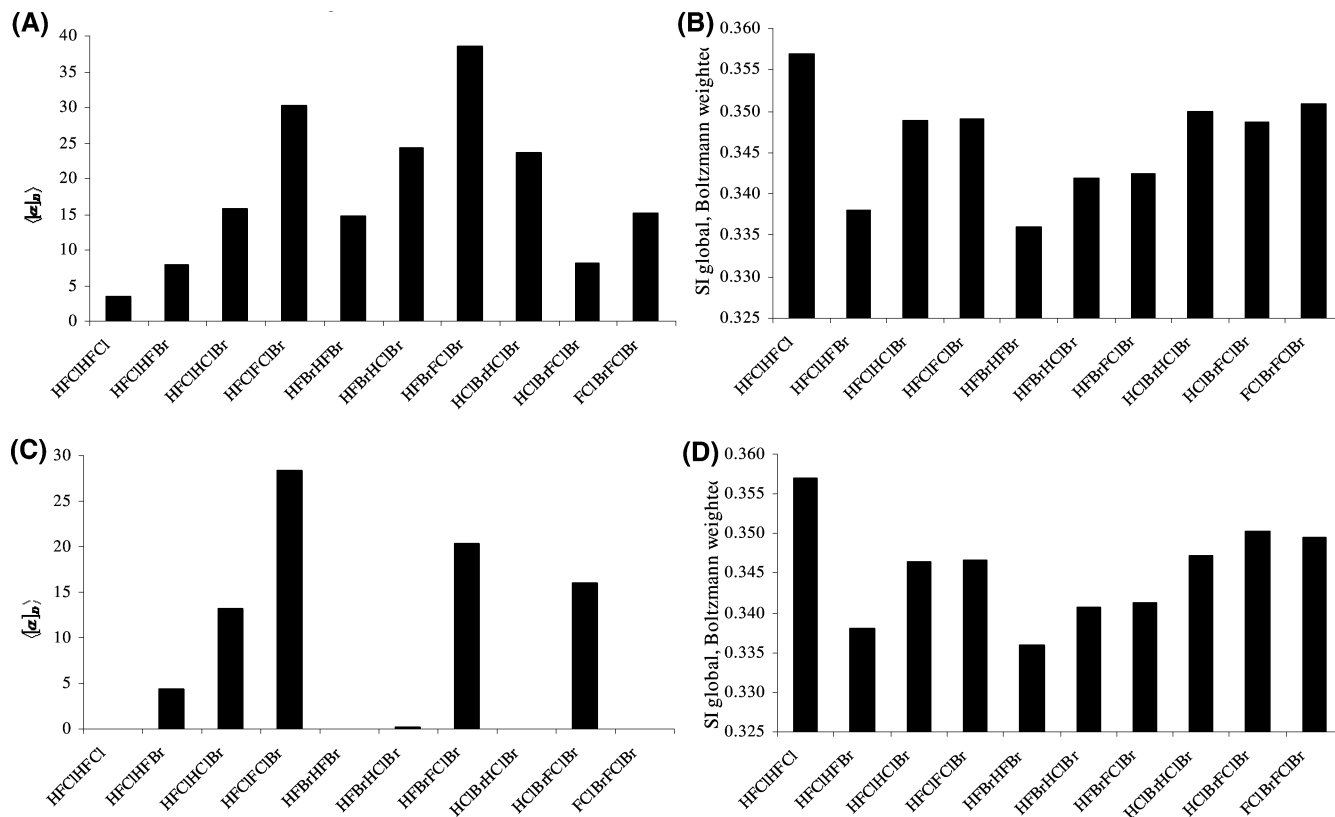 (A)
⟨[α]D⟩
40
35
30
25
20
15
10
5
0
HFClHFCl
HFClHFBr
HFClHClBr
HFClFClBr
HFBrHFBr
HFBrHClBr
HFBrFClBr
HClBrHClBr
HClBrFClBr
FClBrFClBr
(B)
SI global, Boltzmann weighted
0.360
0.355
0.350
0.345
0.340
0.335
0.330
0.325
HFClHFCl
HFClHFBr
HFClHClBr
HFClFClBr
HFBrHFBr
HFBrHClBr
HFBrFClBr
HClBrHClBr
HClBrFClBr
FClBrFClBr
(C)
⟨[α]D⟩
30
25
20
15
10
5
0
HFClHFCl
HFClHFBr
HFClHClBr
HFClFClBr
HFBrHFBr
HFBrHClBr
HFBrFClBr
HClBrHClBr
HClBrFClBr
FClBrFClBr
(D)
SI global, Boltzmann weighted
0.360
0.355
0.350
0.345
0.340
0.335
0.330
0.325
HFClHFCl
HFClHFBr
HFClHClBr
HFClFClBr
HFBrHFBr
HFBrHClBr
HFBrFClBr
HClBrHClBr
HClBrFClBr
FClBrFClBr